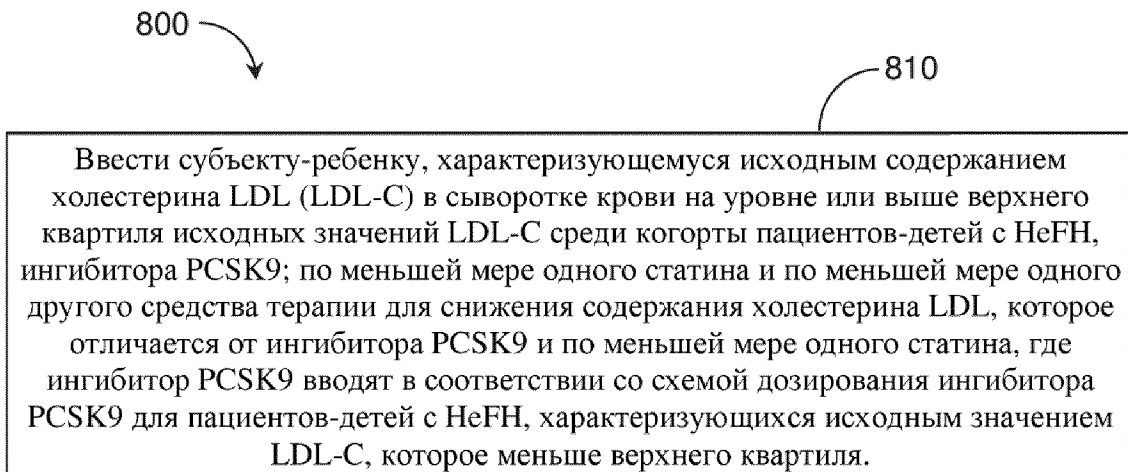 800
810
Ввести субъекту-ребенку, характеризующемуся исходным содержанием
холестерина LDL (LDL-C) в сыворотке крови на уровне или выше верхнего
квартиля исходных значений LDL-C среди когорты пациентов-детей с HeFH,
ингибитора PCSK9; по меньшей мере одного статина и по меньшей мере одного
другого средства терапии для снижения содержания холестерина LDL, которое
отличается от ингибитора PCSK9 и по меньшей мере одного статина, где
ингибитор PCSK9 вводят в соответствии со схемой дозирования ингибитора
PCSK9 для пациентов-детей с HeFH, характеризующихся исходным значением
LDL-C, которое меньше верхнего квартиля.